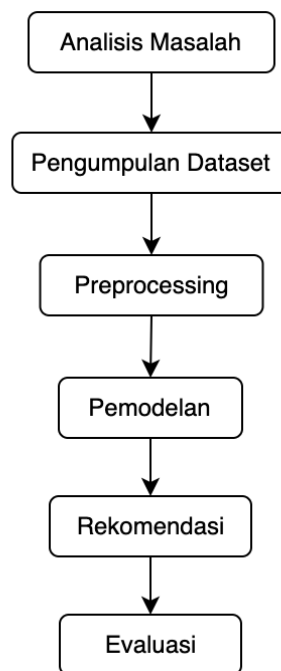 Analisis Masalah
Pengumpulan Dataset
Preprocessing
Pemodelan
Rekomendasi
Evaluasi